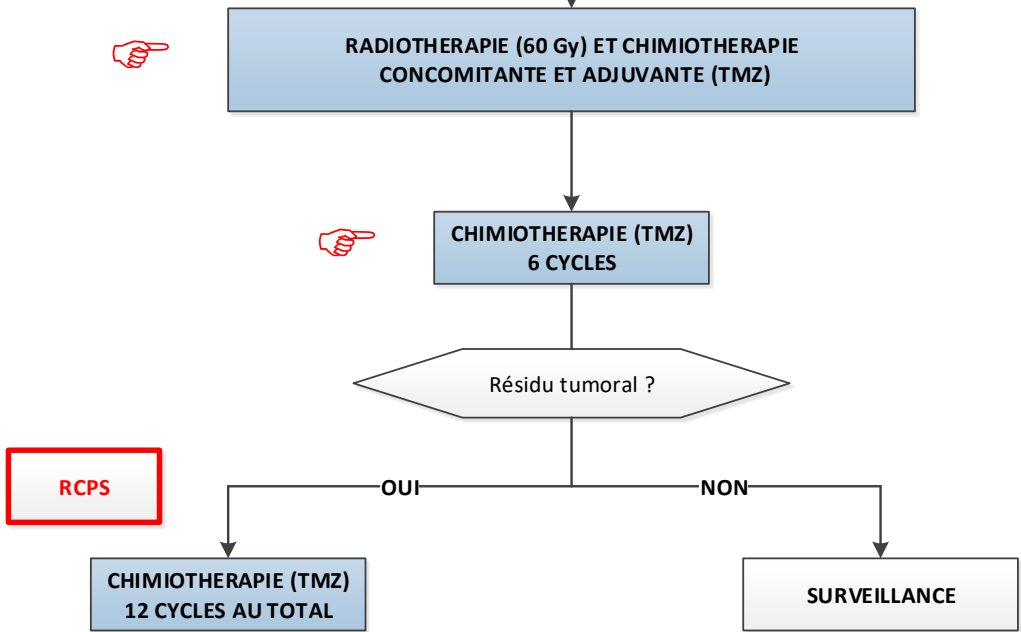 RADIOTHERAPIE (60 Gy) ET CHIMIOTHERAPIE
CONCOMITANTE ET ADJUVANTE (TMZ)
CHIMIOTHERAPIE (TMZ)
6 CYCLES
Résidu tumoral ?
RCPS
OUI
NON
CHIMIOTHERAPIE (TMZ)
12 CYCLES AU TOTAL
SURVEILLANCE